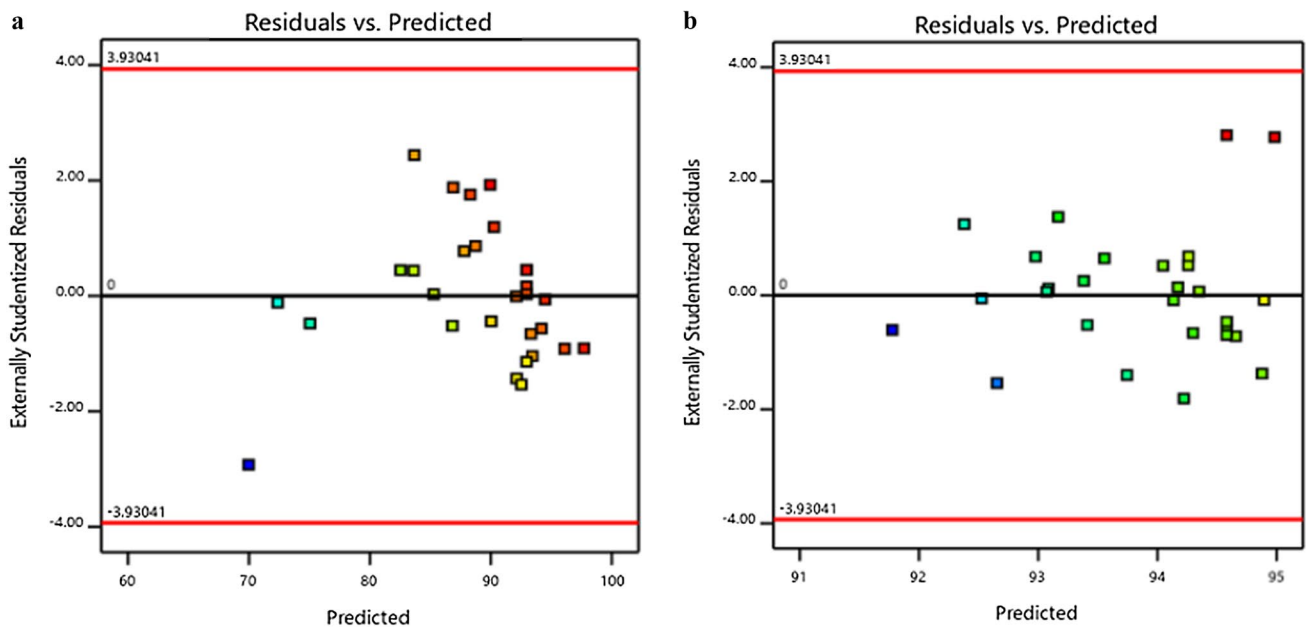 a
Residuals vs. Predicted
Externally Studentized Residuals
4.00
2.00
0.00
-2.00
-4.00
3.93041
0
-3.93041
60 70 80 90 100
Predicted
b
Residuals vs. Predicted
Externally Studentized Residuals
4.00
2.00
0.00
-2.00
-4.00
3.93041
0
-3.93041
91 92 93 94 95
Predicted